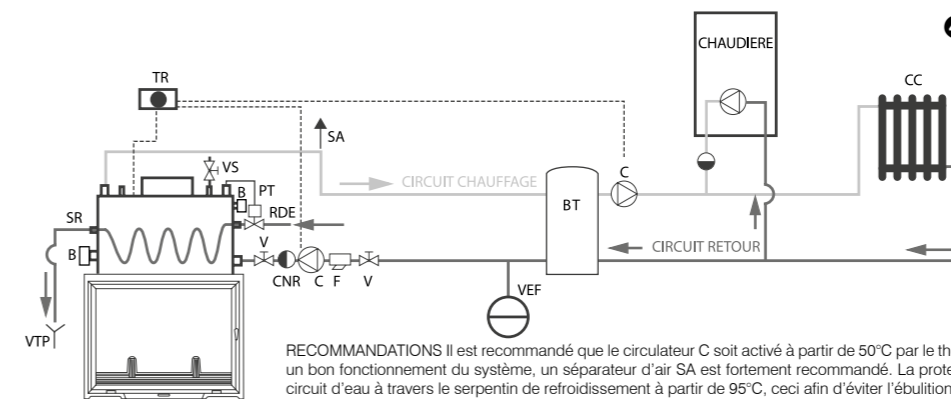 CHAUDIERE
TR
CC
SA
VS
CIRCUIT CHAUFFAGE
C
B
PT
SR
RDE
BT
V
B
CIRCUIT RETOUR
CNR
C
F
V
VEF
VTP
RECOMMANDATIONS Il est recommandé que le circulateur C soit activé à partir de 50°C par le th
un bon fonctionnement du système, un séparateur d'air SA est fortement recommandé. La prote
circuit d'eau à travers le serpentin de refroidissement à partir de 95°C, ceci afin d'éviter l'ébulition